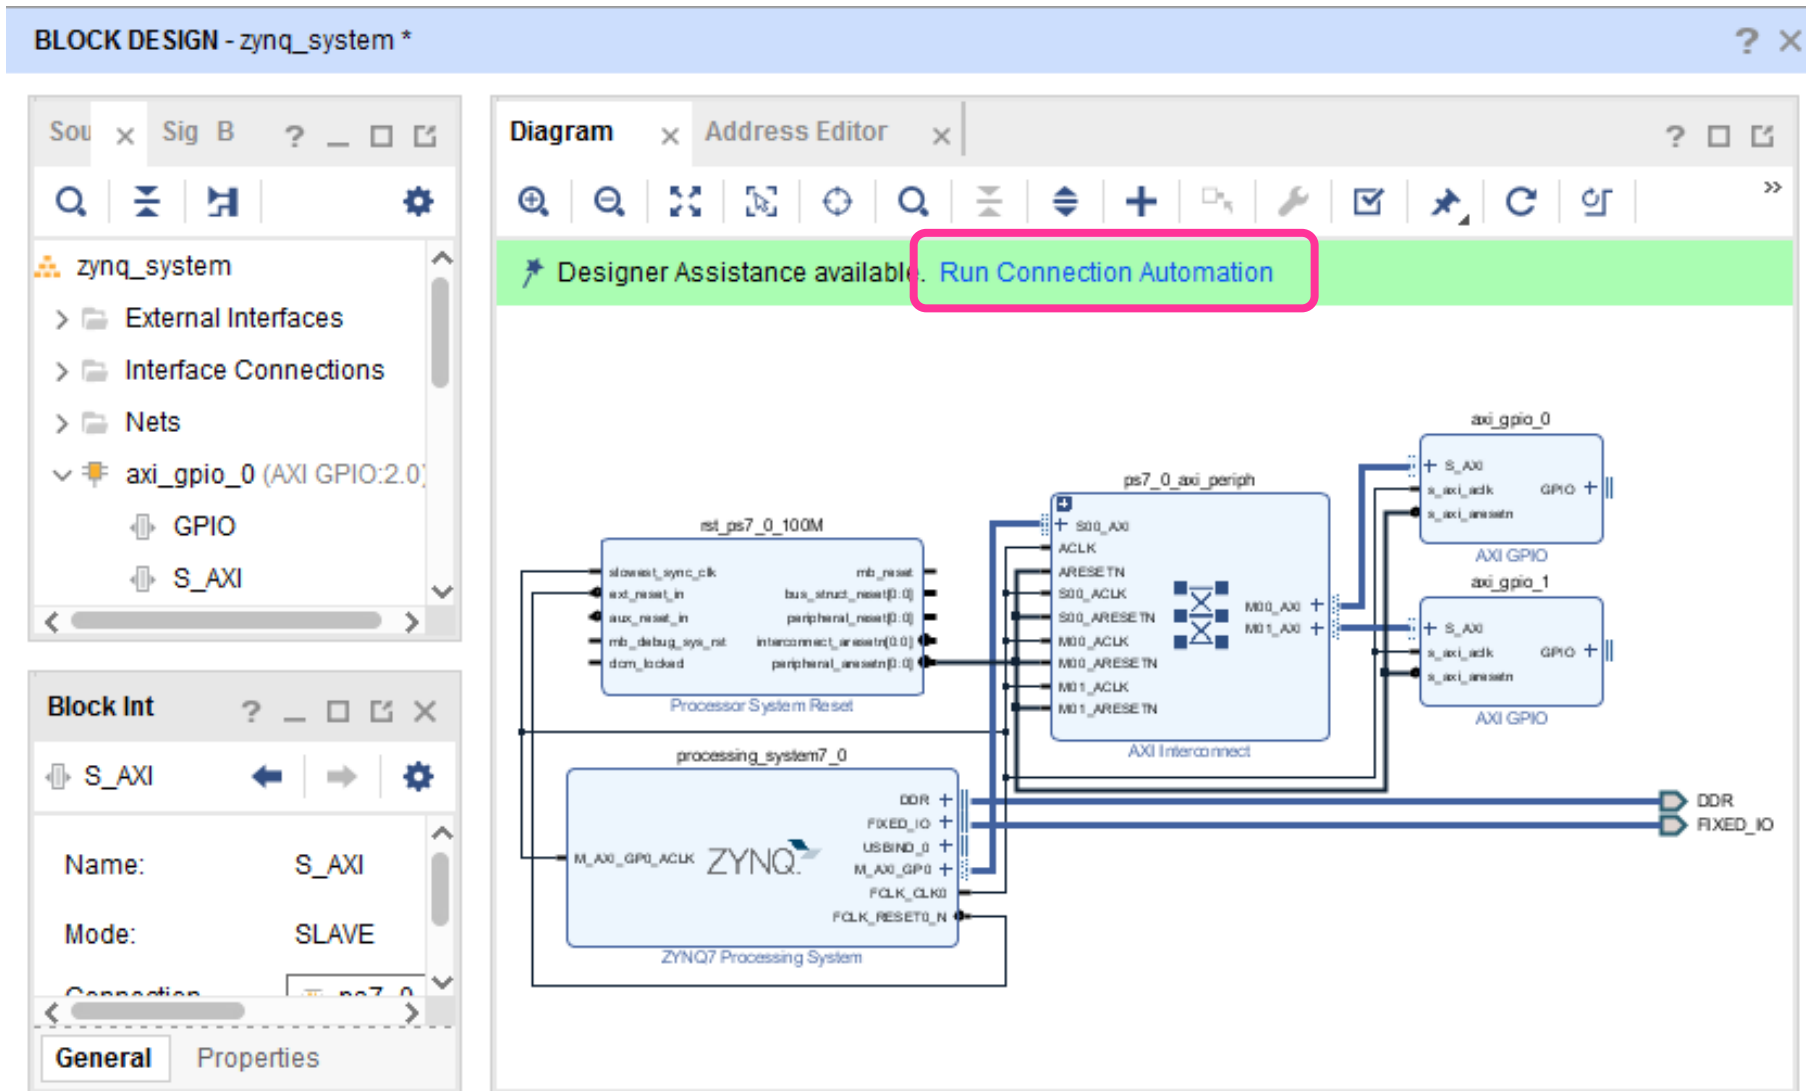 BLOCK DESIGN - zynq_system *
Sou Sig B
zynq_system
External Interfaces
Interface Connections
Nets
axi_gpio_0 (AXI GPIO:2.0)
GPIO
S_AXI
Block Int
S_AXI
Name: S_AXI
Mode: SLAVE
Connection ps7_0
General Properties
Diagram Address Editor
Designer Assistance available. Run Connection Automation
rst_ps7_0_100M
slowest_sync_clk mb_reset
ext_reset_in bus_struct_reset[0:0]
aux_reset_in peripheral_reset[0:0]
mb_debug_sys_rst interconnect_aresetn[0:0]
dcm_locked peripheral_aresetn[0:0]
Processor System Reset
processing_system7_0
DDR
FIXED_IO
USBIND_0
M_AXI_GP0_ACLK ZYNQ. M_AXI_GP0
FCLK_CLK0
FCLK_RESET0_N
ZYNQ7 Processing System
ps7_0_axi_periph
S00_AXI
ACLK
ARESETN
S00_ACLK
S00_ARESETN
M00_ACLK
M00_ARESETN
M01_ACLK
M01_ARESETN
M00_AXI
M01_AXI
AXI Interconnect
axi_gpio_0
S_AXI
s_axi_aclk GPIO
s_axi_aresetn
AXI GPIO
axi_gpio_1
S_AXI
s_axi_aclk GPIO
s_axi_aresetn
AXI GPIO
DDR
FIXED_IO